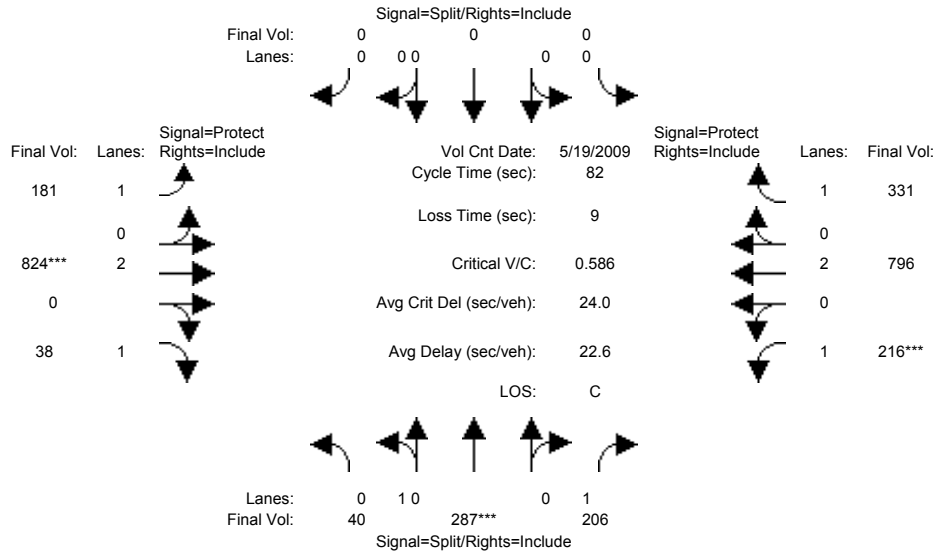 Signal=Split/Rights=Include
Final Vol: 0 0 0
Lanes: 0 0 0 0 0
Signal=Protect Signal=Protect
Final Vol: Lanes: Rights=Include Vol Cnt Date: 5/19/2009 Rights=Include Lanes: Final Vol:
Cycle Time (sec): 82
181 1 1 331
Loss Time (sec): 9
0 0
824*** 2 Critical V/C: 0.586 2 796
0 Avg Crit Del (sec/veh): 24.0 0
38 1 Avg Delay (sec/veh): 22.6 1 216***
LOS: C
Lanes: 0 1 0 0 1
Final Vol: 40 287*** 206
Signal=Split/Rights=Include